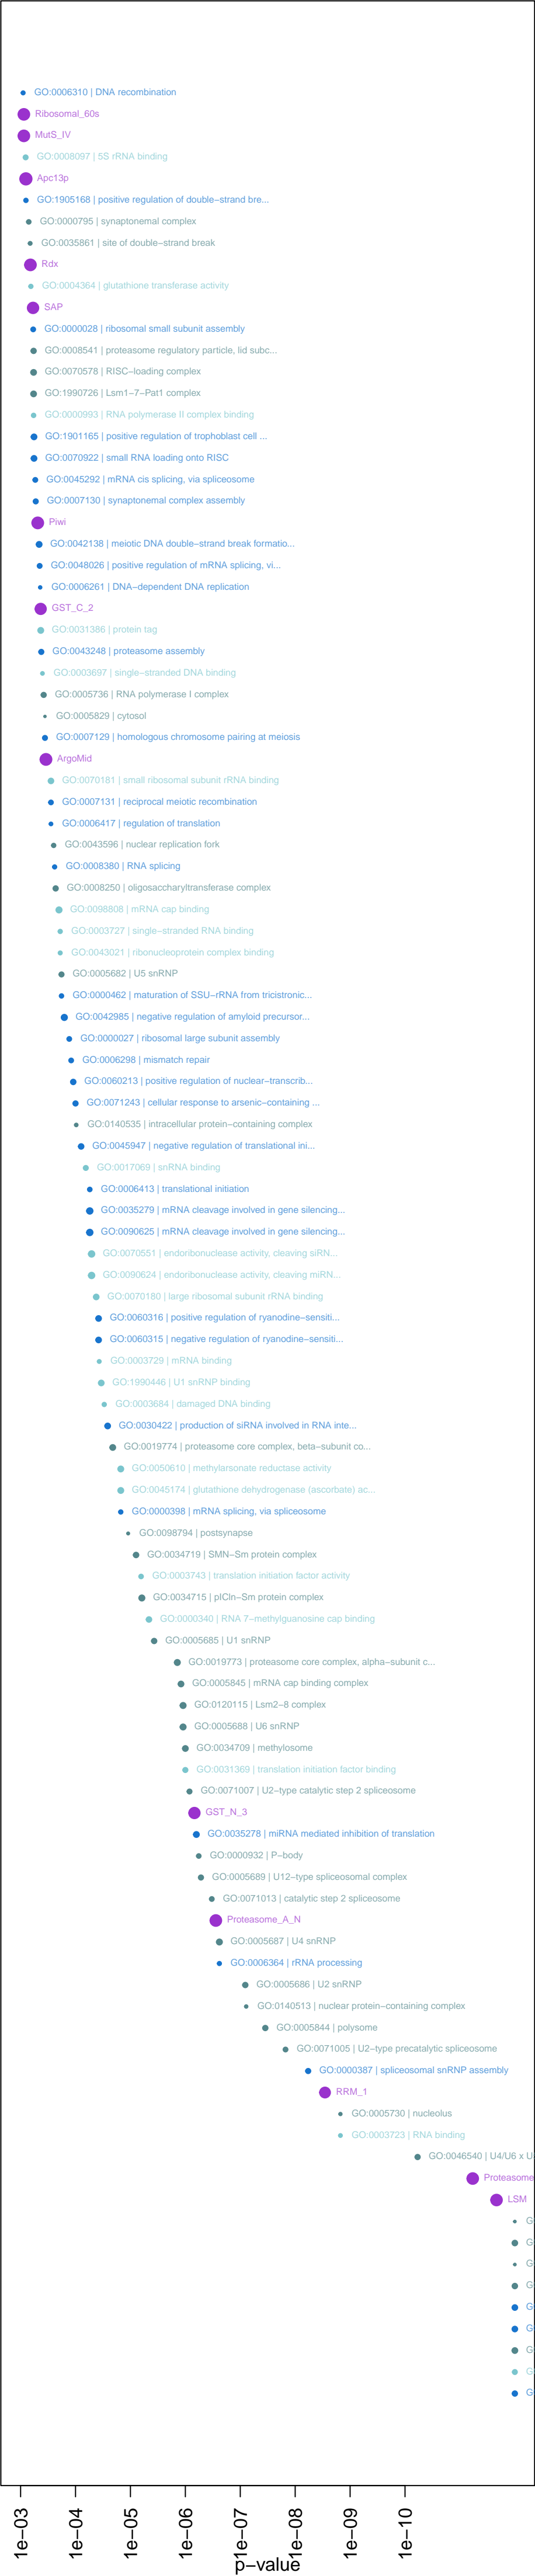 GO:0006310 | DNA recombination
Ribosomal_60s
MutS_IV
GO:0008097 | 5S rRNA binding
Apc13p
GO:1905168 | positive regulation of double−strand bre...
GO:0000795 | synaptonemal complex
GO:0035861 | site of double−strand break
Rdx
GO:0004364 | glutathione transferase activity
SAP
GO:0000028 | ribosomal small subunit assembly
GO:0008541 | proteasome regulatory particle, lid subc...
GO:0070578 | RISC−loading complex
GO:1990726 | Lsm1−7−Pat1 complex
GO:0000993 | RNA polymerase II complex binding
GO:1901165 | positive regulation of trophoblast cell ...
GO:0070922 | small RNA loading onto RISC
GO:0045292 | mRNA cis splicing, via spliceosome
GO:0007130 | synaptonemal complex assembly
Piwi
GO:0042138 | meiotic DNA double−strand break formatio...
GO:0048026 | positive regulation of mRNA splicing, vi...
GO:0006261 | DNA−dependent DNA replication
GST_C_2
GO:0031386 | protein tag
GO:0043248 | proteasome assembly
GO:0003697 | single−stranded DNA binding
GO:0005736 | RNA polymerase I complex
GO:0005829 | cytosol
GO:0007129 | homologous chromosome pairing at meiosis
ArgoMid
GO:0070181 | small ribosomal subunit rRNA binding
GO:0007131 | reciprocal meiotic recombination
GO:0006417 | regulation of translation
GO:0043596 | nuclear replication fork
GO:0008380 | RNA splicing
GO:0008250 | oligosaccharyltransferase complex
GO:0098808 | mRNA cap binding
GO:0003727 | single−stranded RNA binding
GO:0043021 | ribonucleoprotein complex binding
GO:0005682 | U5 snRNP
GO:0000462 | maturation of SSU−rRNA from tricistronic...
GO:0042985 | negative regulation of amyloid precursor...
GO:0000027 | ribosomal large subunit assembly
GO:0006298 | mismatch repair
GO:0060213 | positive regulation of nuclear−transcrib...
GO:0071243 | cellular response to arsenic−containing ...
GO:0140535 | intracellular protein−containing complex
GO:0045947 | negative regulation of translational ini...
GO:0017069 | snRNA binding
GO:0006413 | translational initiation
GO:0035279 | mRNA cleavage involved in gene silencing...
GO:0090625 | mRNA cleavage involved in gene silencing...
GO:0070551 | endoribonuclease activity, cleaving siRN...
GO:0090624 | endoribonuclease activity, cleaving miRN...
GO:0070180 | large ribosomal subunit rRNA binding
GO:0060316 | positive regulation of ryanodine−sensiti...
GO:0060315 | negative regulation of ryanodine−sensiti...
GO:0003729 | mRNA binding
GO:1990446 | U1 snRNP binding
GO:0003684 | damaged DNA binding
GO:0030422 | production of siRNA involved in RNA inte...
GO:0019774 | proteasome core complex, beta−subunit co...
GO:0050610 | methylarsonate reductase activity
GO:0045174 | glutathione dehydrogenase (ascorbate) ac...
GO:0000398 | mRNA splicing, via spliceosome
GO:0098794 | postsynapse
GO:0034719 | SMN−Sm protein complex
GO:0003743 | translation initiation factor activity
GO:0034715 | pICln−Sm protein complex
GO:0000340 | RNA 7−methylguanosine cap binding
GO:0005685 | U1 snRNP
GO:0019773 | proteasome core complex, alpha−subunit c...
GO:0005845 | mRNA cap binding complex
GO:0120115 | Lsm2−8 complex
GO:0005688 | U6 snRNP
GO:0034709 | methylosome
GO:0031369 | translation initiation factor binding
GO:0071007 | U2−type catalytic step 2 spliceosome
GST_N_3
GO:0035278 | miRNA mediated inhibition of translation
GO:0000932 | P−body
GO:0005689 | U12−type spliceosomal complex
GO:0071013 | catalytic step 2 spliceosome
Proteasome_A_N
GO:0005687 | U4 snRNP
GO:0006364 | rRNA processing
GO:0005686 | U2 snRNP
GO:0140513 | nuclear protein−containing complex
GO:0005844 | polysome
GO:0071005 | U2−type precatalytic spliceosome
GO:0000387 | spliceosomal snRNP assembly
RRM_1
GO:0005730 | nucleolus
GO:0003723 | RNA binding
GO:0046540 | U4/U6 x U
Proteasome
LSM
G
G
G
G
G
G
G
G
G
1e−03
1e−04
1e−05
1e−06
1e−07
1e−08
1e−09
1e−10
p−value